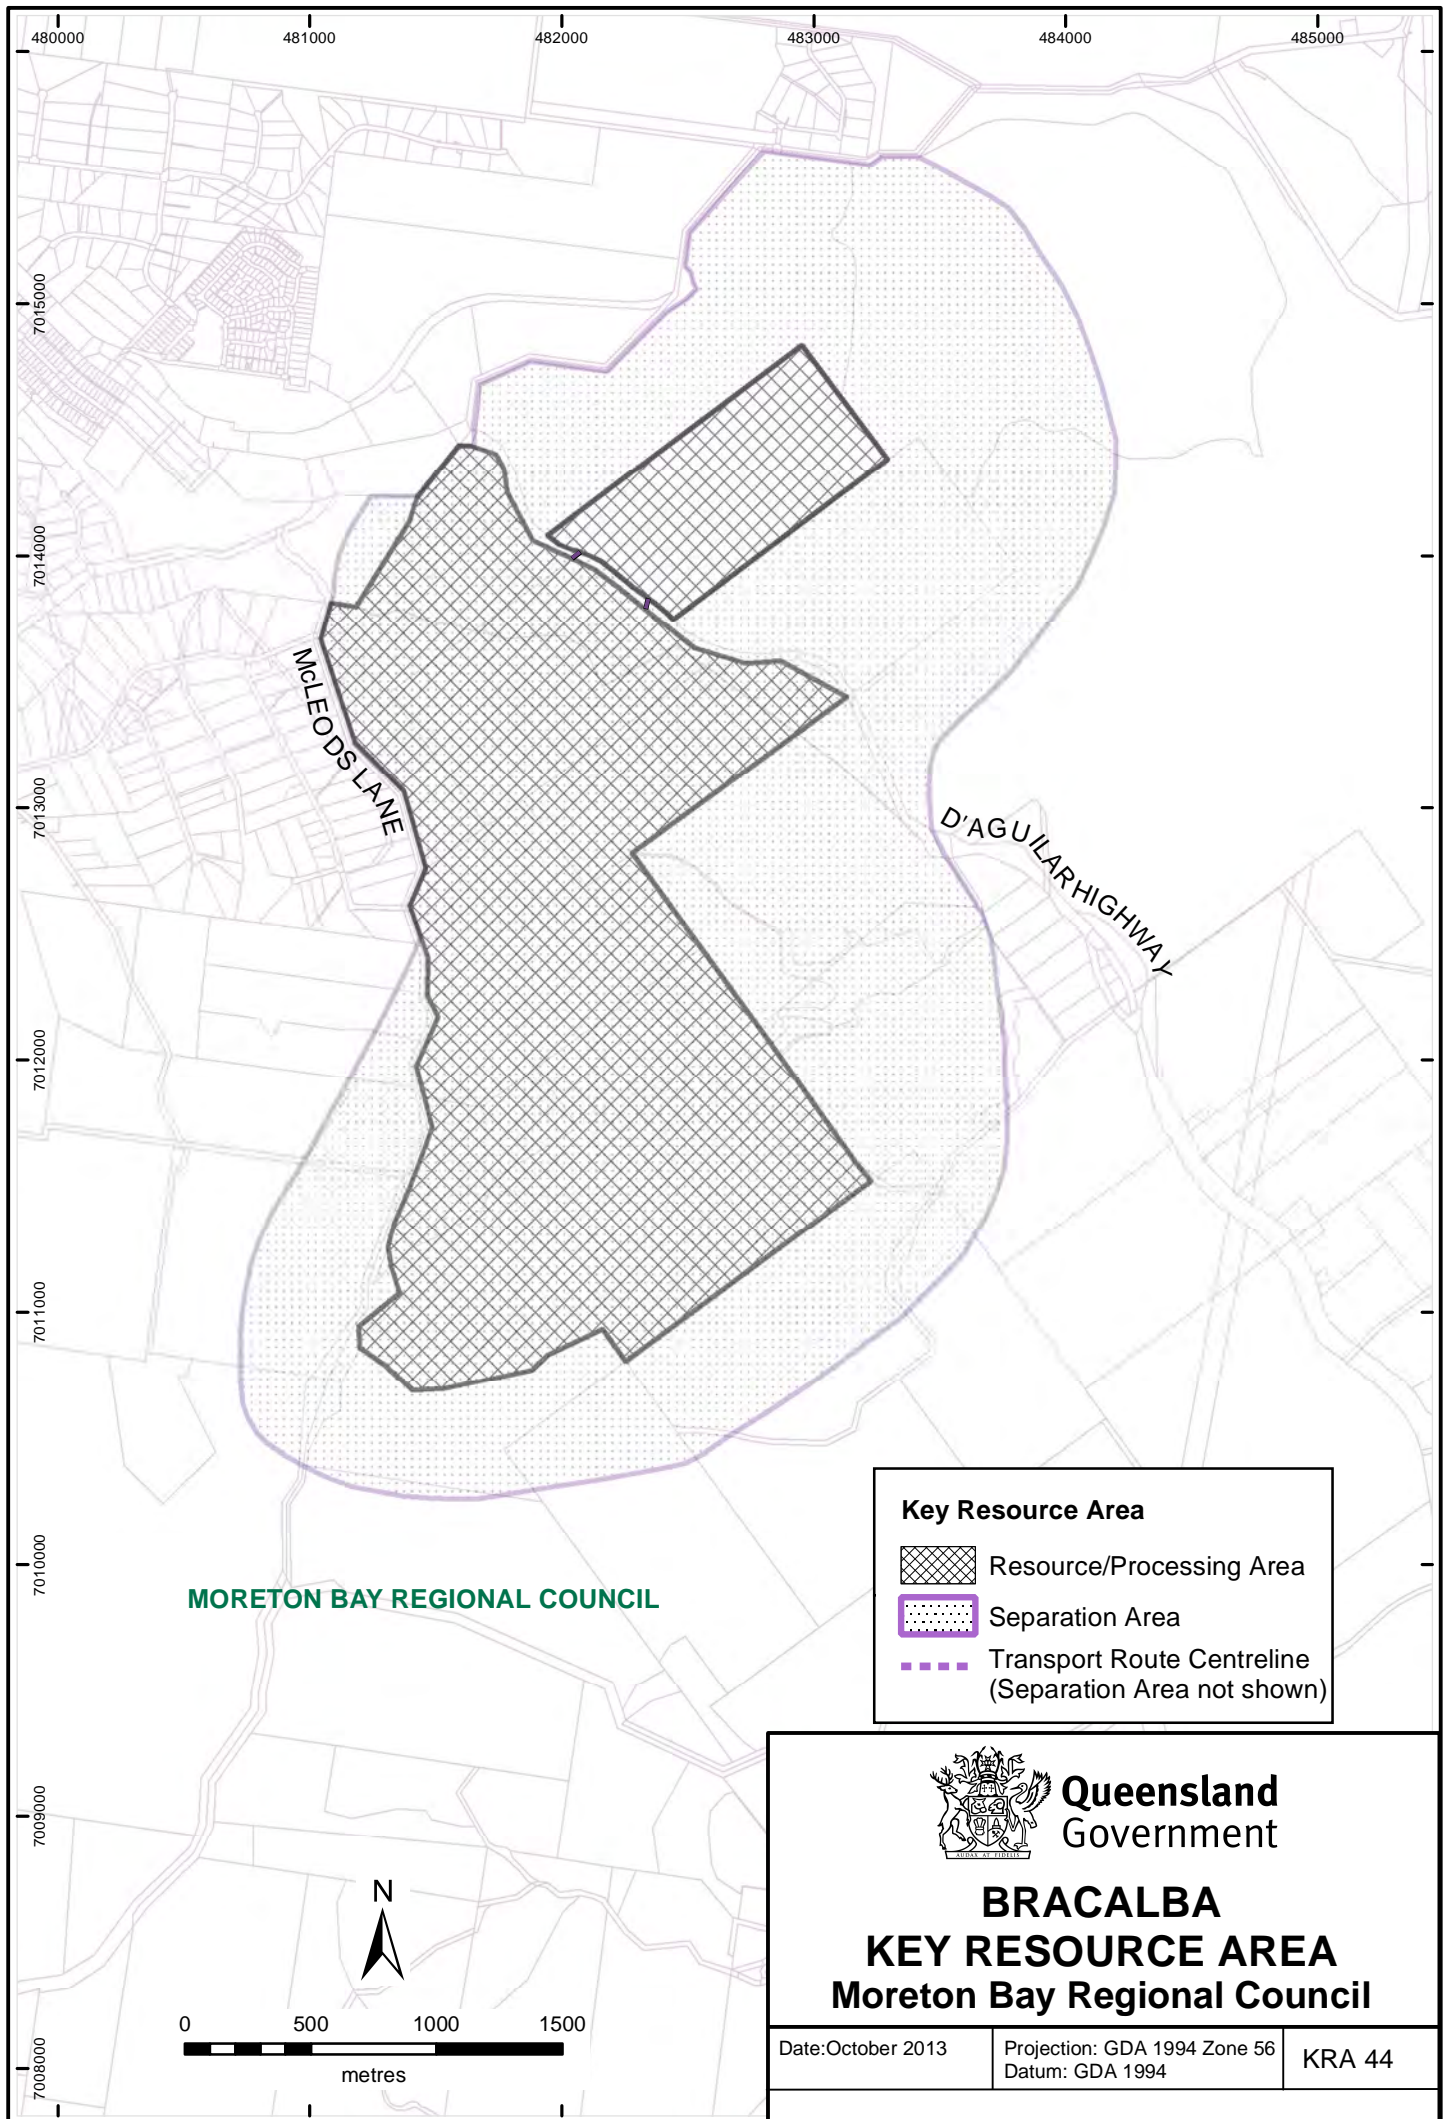 480000 481000 482000 483000 484000 485000
7015000
7014000
7013000
7012000
7011000
7010000
7009000
7008000
McLEODS LANE
D'AGUILAR HIGHWAY
MORETON BAY REGIONAL COUNCIL
Key Resource Area
Resource/Processing Area
Separation Area
Transport Route Centreline
(Separation Area not shown)
N
0 500 1000 1500
metres
AUDAX AT FIDELIS
Queensland
Government
BRACALBA
KEY RESOURCE AREA
Moreton Bay Regional Council
Date:October 2013
Projection: GDA 1994 Zone 56
Datum: GDA 1994
KRA 44